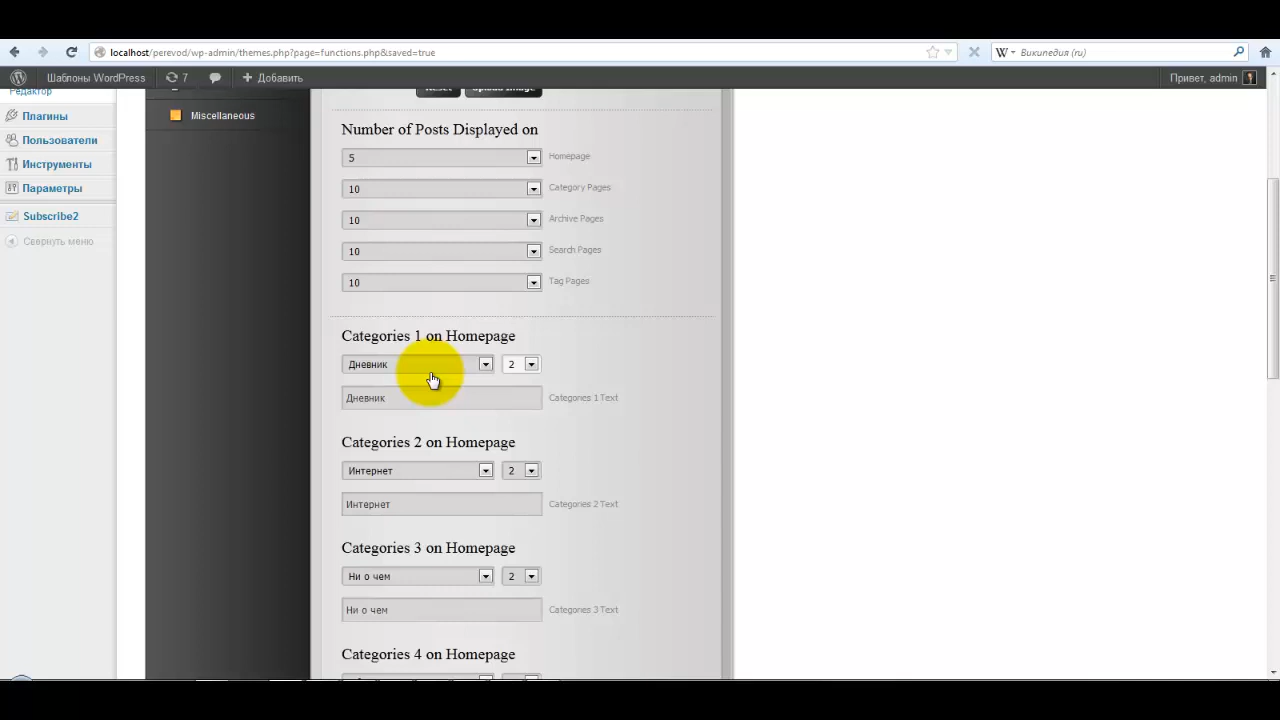 localhost/perevod/wp-admin/themes.php?page=functions.php&saved=true
Википедия (ru)
Шаблоны WordPress
7
Добавить
Привет, admin
Редактор
Плагины
Пользователи
Инструменты
Параметры
Subscribe2
Свернуть меню
Miscellaneous
Reset
Upload Image
Number of Posts Displayed on
5 Homepage
10 Category Pages
10 Archive Pages
10 Search Pages
10 Tag Pages
Categories 1 on Homepage
Дневник 2
Дневник Categories 1 Text
Categories 2 on Homepage
Интернет 2
Интернет Categories 2 Text
Categories 3 on Homepage
Ни о чем 2
Ни о чем Categories 3 Text
Categories 4 on Homepage